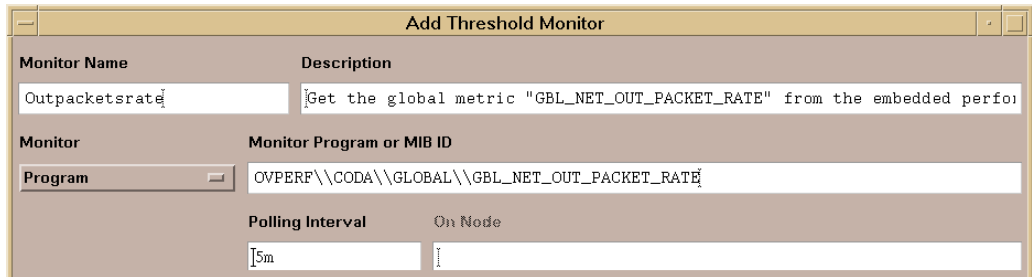 Add Threshold Monitor
Monitor Name Description
Outpacketsrate Get the global metric "GBL_NET_OUT_PACKET_RATE" from the embedded perfor
Monitor Monitor Program or MIB ID
Program OVPERF\\CODA\\GLOBAL\\GBL_NET_OUT_PACKET_RATE
Polling Interval On Node
5m